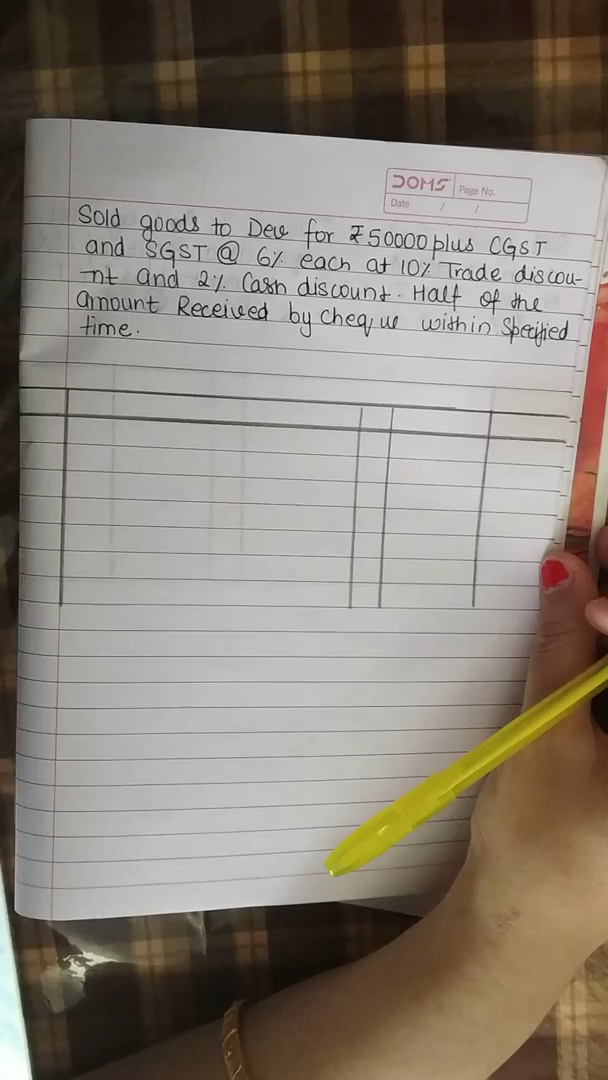 DOMS Page No.
Date / /
Sold goods to Dev for ₹50000 plus CGST
and SGST @ 6% each at 10% Trade discou-
nt and 2% Cash discount. Half of the
amount Received by cheque within Specified
time.